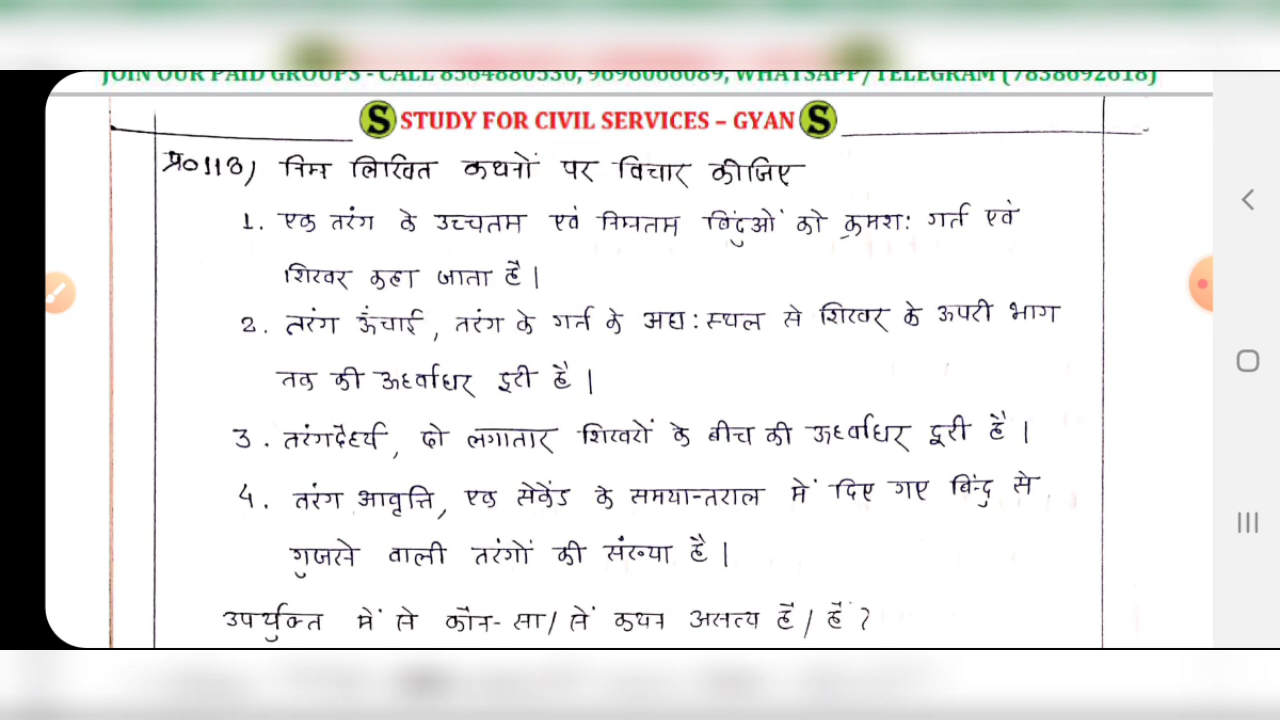 JOIN OUR PAID GROUPS - CALL 8564880530, 9696066089, WHATSAPP/TELEGRAM (7838692618)
S STUDY FOR CIVIL SERVICES – GYAN S
प्र०113) निम्न लिखित कथनों पर विचार कीजिए
1. एक तरंग के उच्चतम एवं निम्नतम बिंदुओं को क्रमशः गर्त एवं
शिखर कहा जाता है।
2. तरंग ऊंचाई, तरंग के गर्त के अधः स्थल से शिखर के ऊपरी भाग
तक की ऊर्ध्वाधर दूरी है।
3. तरंगदैर्ध्य, दो लगातार शिखरों के बीच की ऊर्ध्वाधर दूरी है।
4. तरंग आवृत्ति, एक सेकेंड के समयान्तराल में दिए गए बिंदु से
गुजरने वाली तरंगों की संख्या है।
उपर्युक्त में से कौन-सा/से कथन असत्य है/हैं?